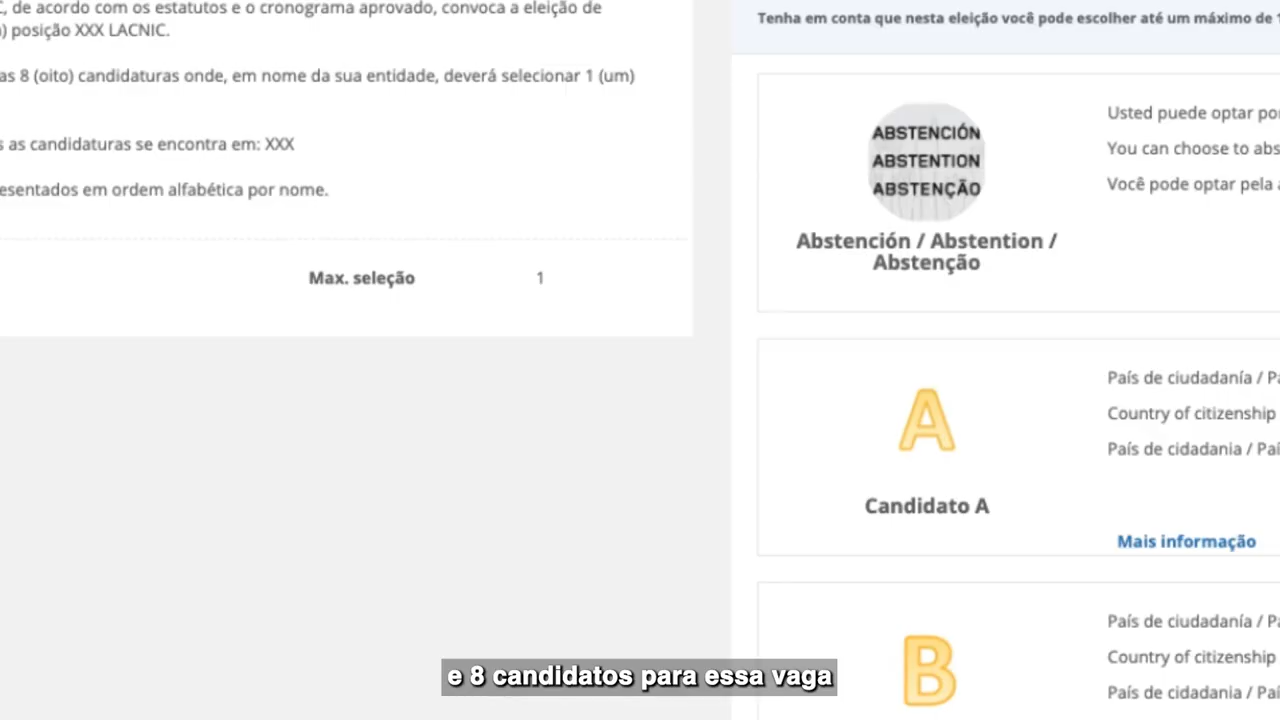 , de acordo com os estatutos e o cronograma aprovado, convoca a eleição de
) posição XXX LACNIC.
as 8 (oito) candidaturas onde, em nome da sua entidade, deverá selecionar 1 (um)
s as candidaturas se encontra em: XXX
esentados em ordem alfabética por nome.
Max. seleção 1
Tenha em conta que nesta eleição você pode escolher até um máximo de 1
ABSTENCIÓN
ABSTENTION
ABSTENÇÃO
Abstención / Abstention /
Abstenção
Usted puede optar po
You can choose to abs
Você pode optar pela a
A
Candidato A
País de ciudadanía / Pa
Country of citizenship
País de cidadania / Paí
Mais informação
B
País de ciudadanía / Pa
Country of citizenship
País de cidadania / Paí
e 8 candidatos para essa vaga